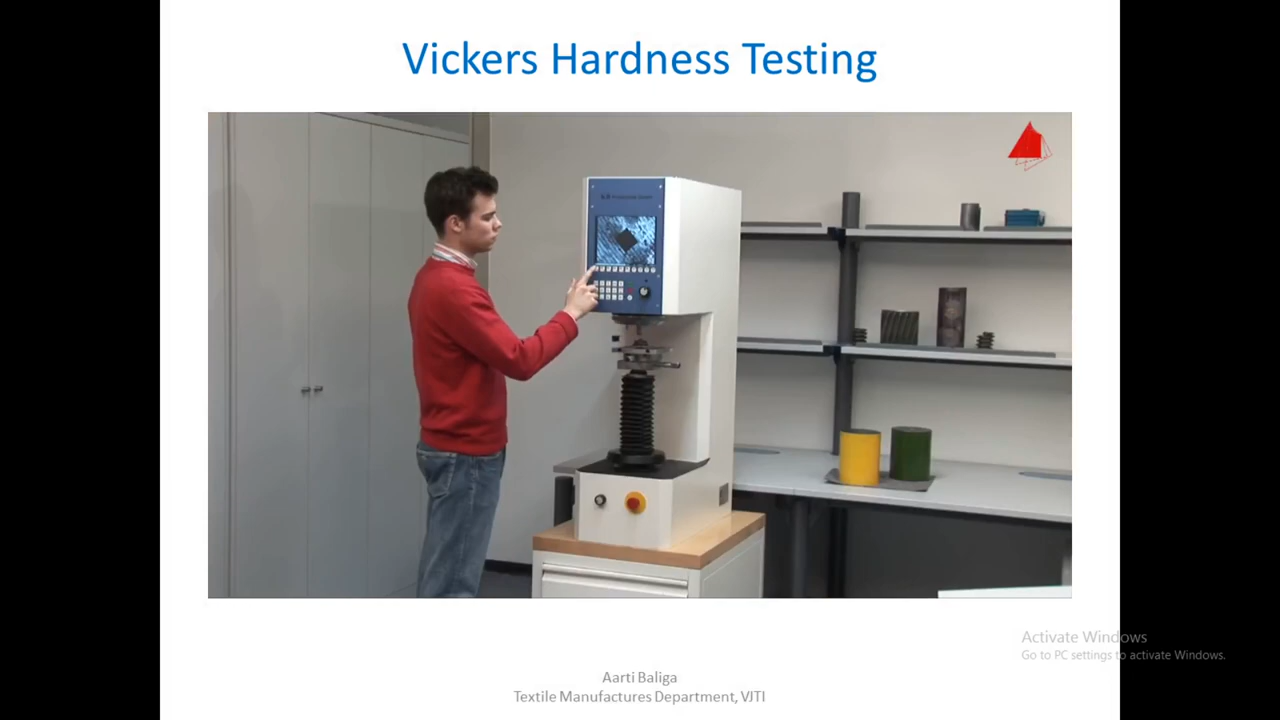 Vickers Hardness Testing
Activate Windows
Go to PC settings to activate Windows.
Aarti Baliga
Textile Manufactures Department, VJTI